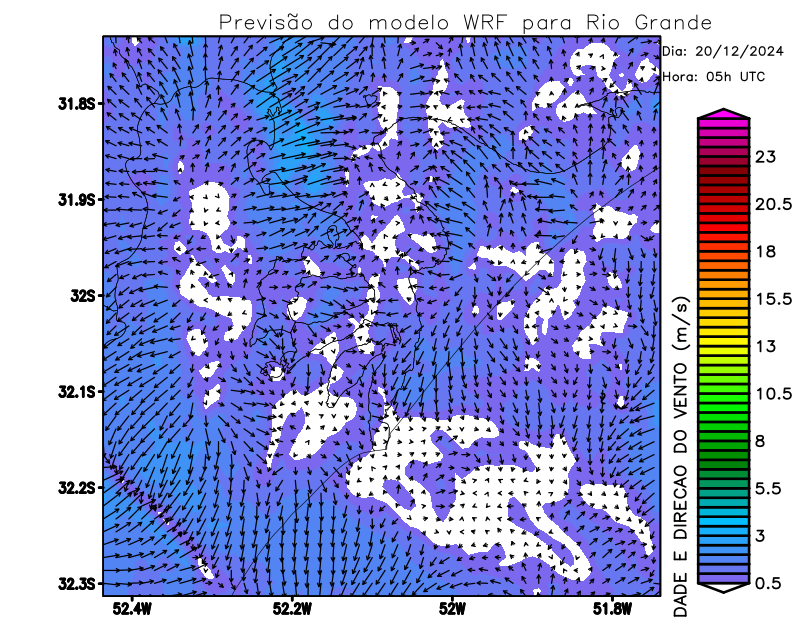 Previsão do modelo WRF para Rio Grande
Dia: 20/12/2024
Hora: 05h UTC
31.8S
31.9S
32S
32.1S
32.2S
32.3S
52.4W
52.2W
52W
51.8W
23
20.5
18
15.5
13
10.5
8
5.5
3
0.5
DADE E DIRECAO DO VENTO (m/s)